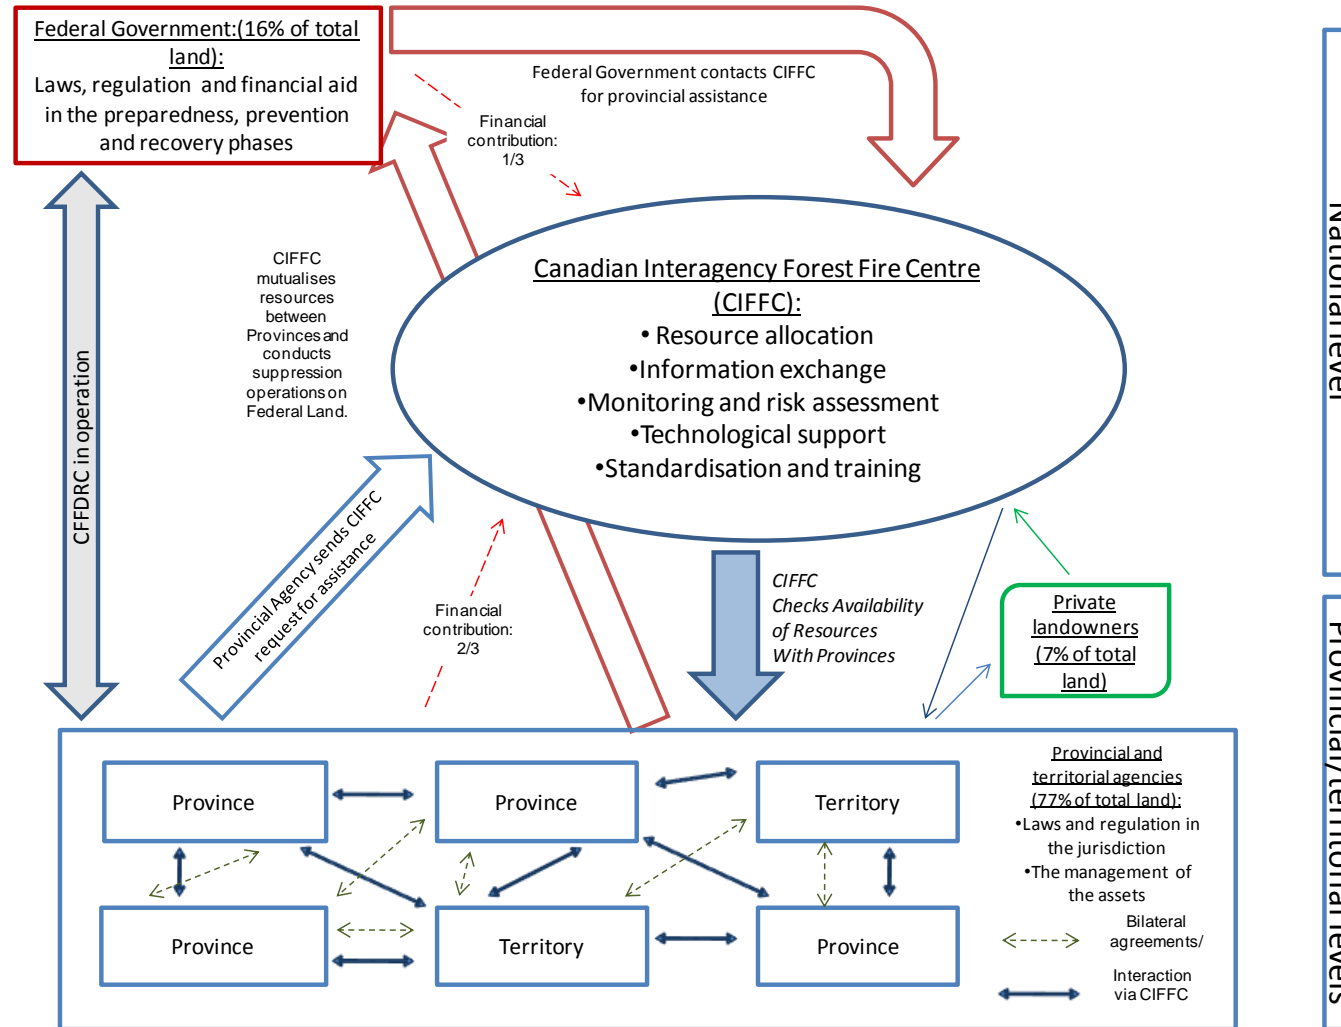 Federal Government:(16% of total
land):
Laws, regulation and financial aid
in the preparedness, prevention
and recovery phases
Federal Government contacts CIFFC
for provincial assistance
Financial
contribution:
1/3
CIFFC
mutualises
resources
between
Provinces and
conducts
suppression
operations on
Federal Land.
Canadian Interagency Forest Fire Centre
(CIFFC):
• Resource allocation
•Information exchange
•Monitoring and risk assessment
•Technological support
•Standardisation and training
CFFDRC in operation
Provincial Agency sends CIFFC
request for assistance
Financial
contribution:
2/3
CIFFC
Checks Availability
of Resources
With Provinces
Private
landowners
(7% of total
land)
Province
Province
Territory
Province
Territory
Province
Provincial and
territorial agencies
(77% of total land):
•Laws and regulation in
the jurisdiction
•The management of
the assets
Bilateral
agreements/
Interaction
via CIFFC
National level
Provincial/territorial levels